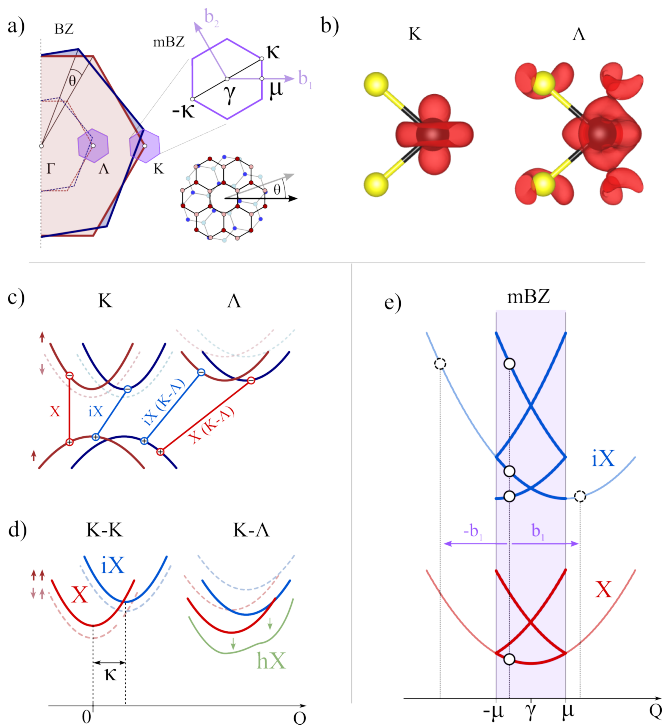 a)
BZ
θ
Γ
Λ
K
mBZ
b₂
κ
b₁
γ
μ
-κ
θ
b)
K
Λ
c)
K
Λ
X
iX
iX (K-Λ)
X (K-Λ)
d)
K-K
K-Λ
iX
X
hX
κ
0
Q
e)
mBZ
iX
-b₁
b₁
X
-μ
γ
μ
Q